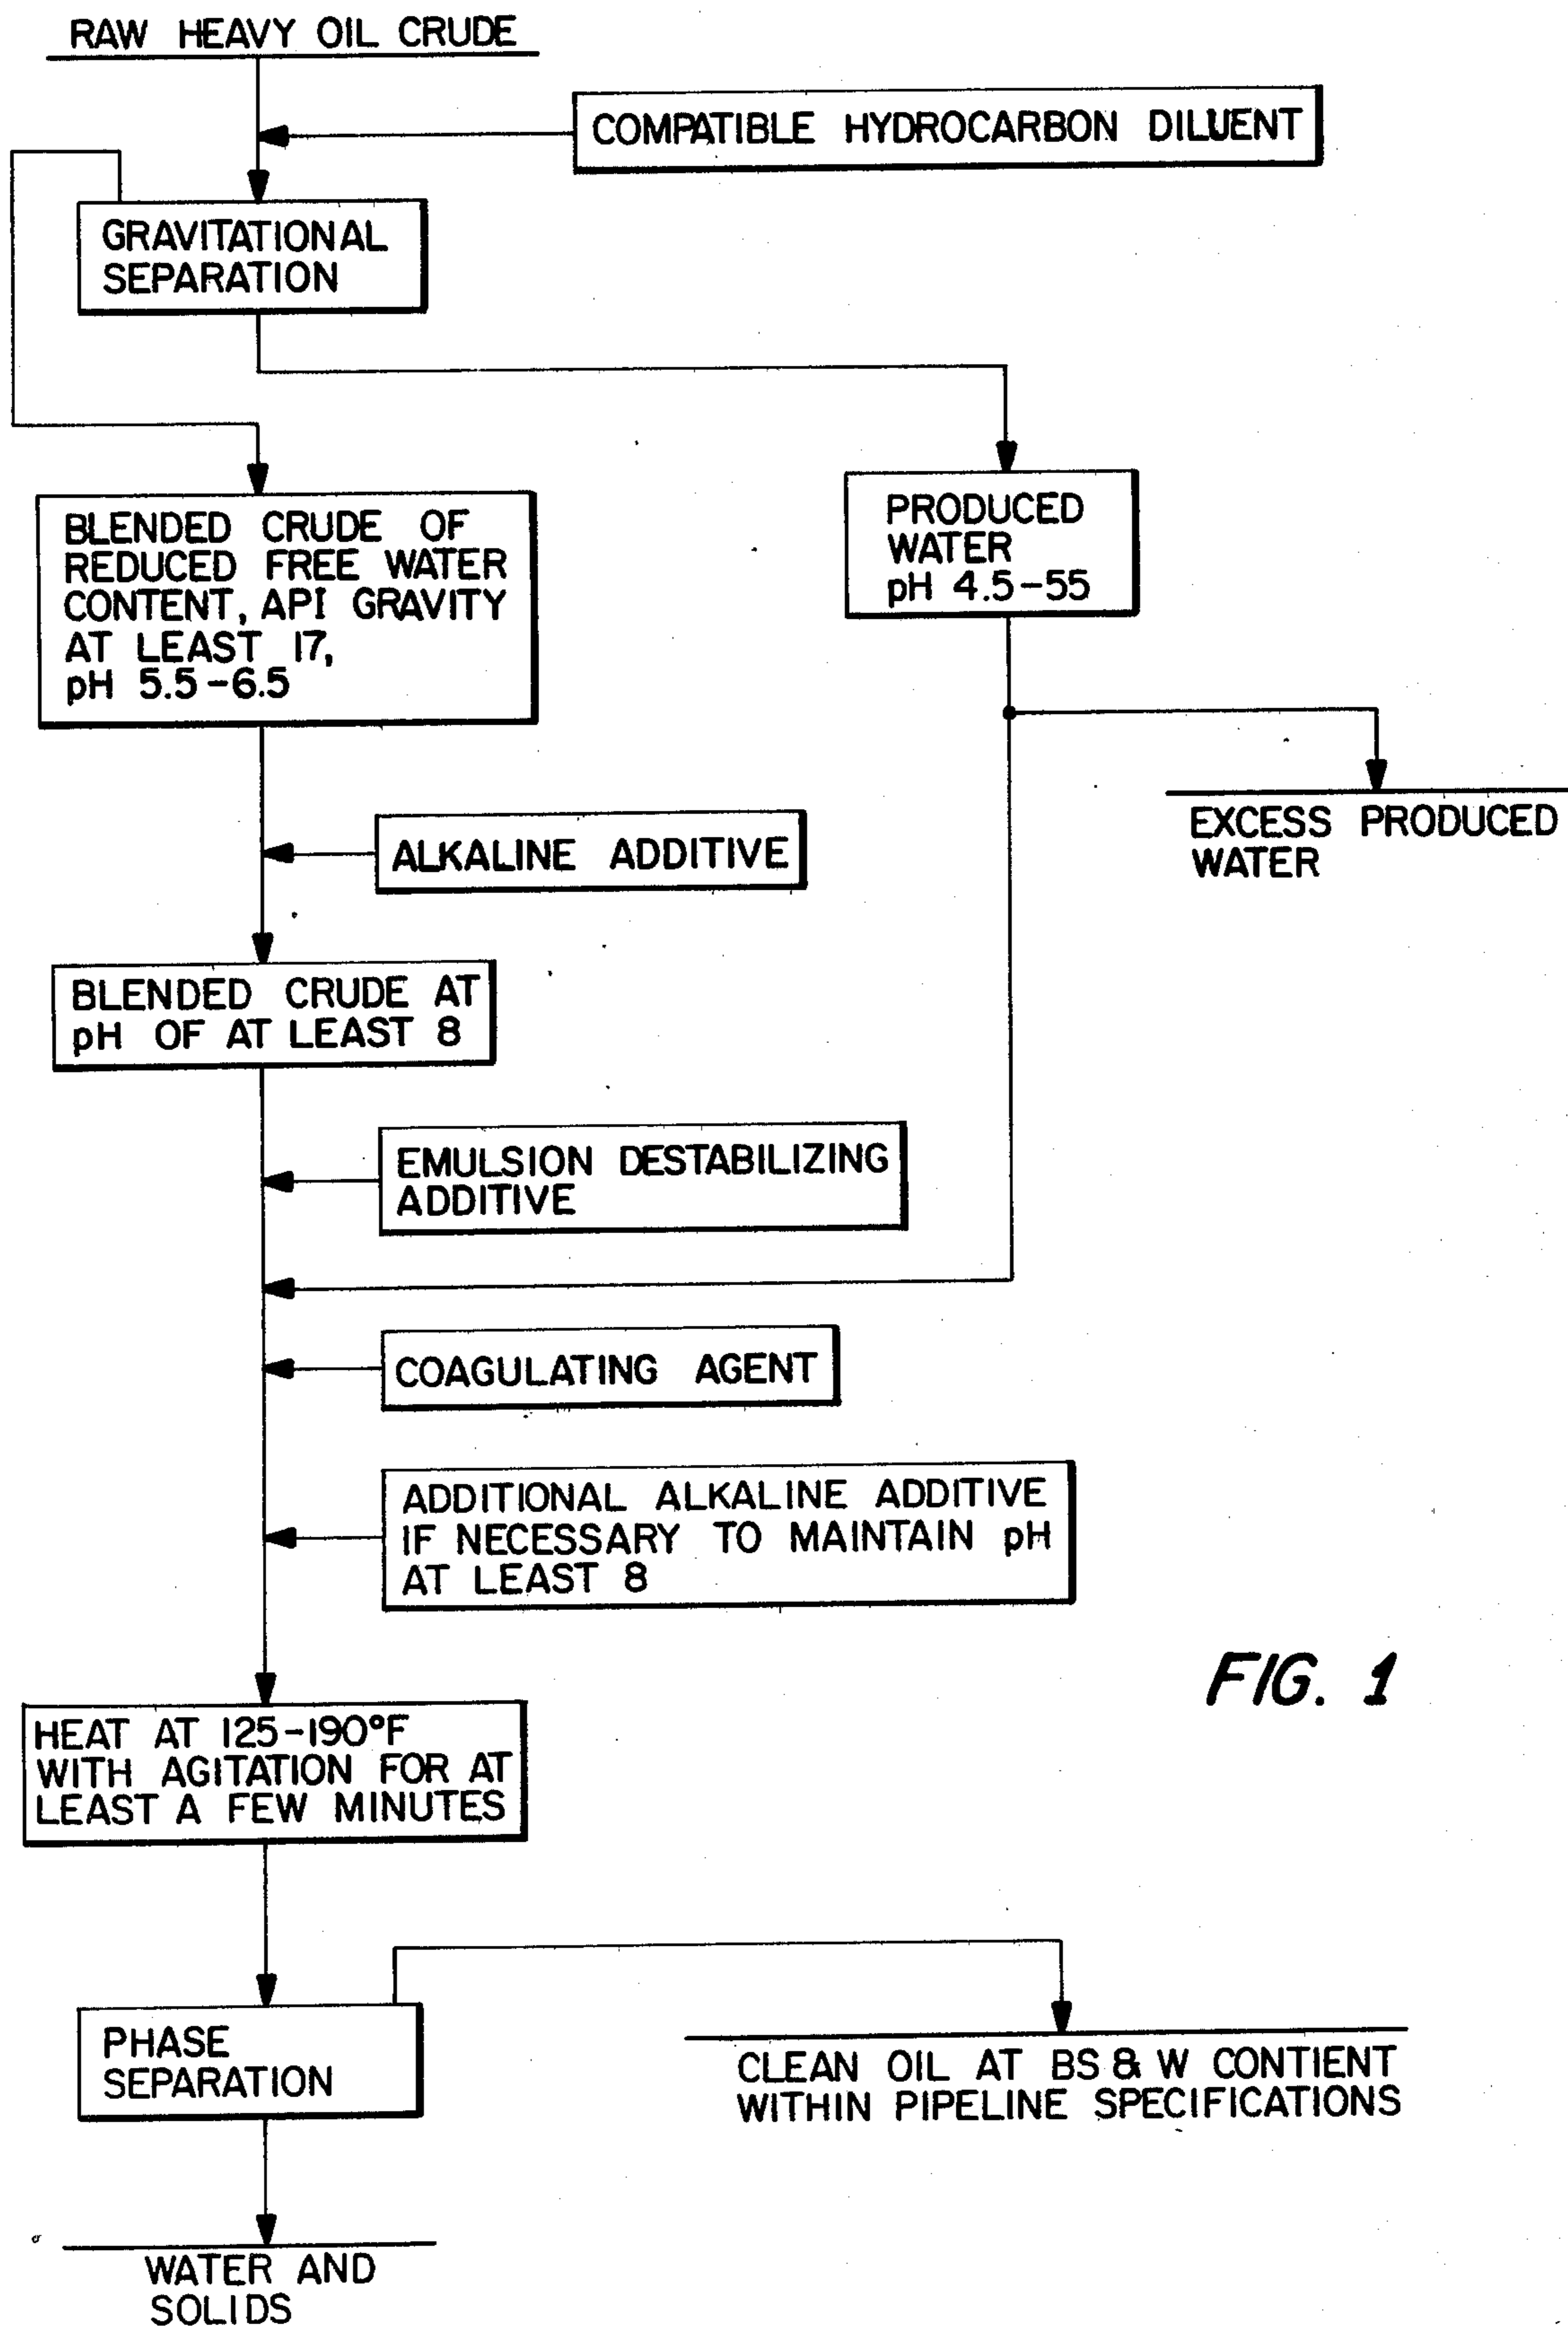 RAW HEAVY OIL CRUDE
COMPATIBLE HYDROCARBON DILUENT
GRAVITATIONAL
SEPARATION
BLENDED CRUDE OF
REDUCED FREE WATER
CONTENT, API GRAVITY
AT LEAST 17,
pH 5.5-6.5
PRODUCED
WATER
pH 4.5-55
EXCESS PRODUCED
WATER
ALKALINE ADDITIVE
BLENDED CRUDE AT
pH OF AT LEAST 8
EMULSION DESTABILIZING
ADDITIVE
COAGULATING AGENT
ADDITIONAL ALKALINE ADDITIVE
IF NECESSARY TO MAINTAIN pH
AT LEAST 8
FIG. 1
HEAT AT 125-190°F
WITH AGITATION FOR AT
LEAST A FEW MINUTES
PHASE
SEPARATION
CLEAN OIL AT BS & W CONTIENT
WITHIN PIPELINE SPECIFICATIONS
WATER AND
SOLIDS